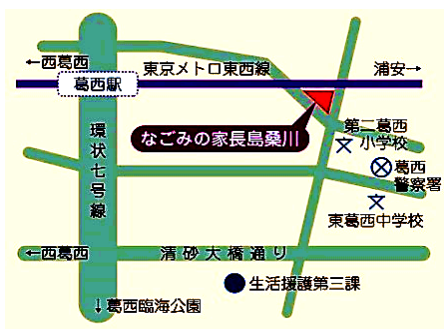 ←西葛西
東京メトロ東西線
浦安→
葛西駅
なごみの家長島桑川
第二葛西
小学校
環状七号線
葛西
警察署
東葛西中学校
←西葛西
清砂大橋通り
生活援護第三課
↓葛西臨海公園